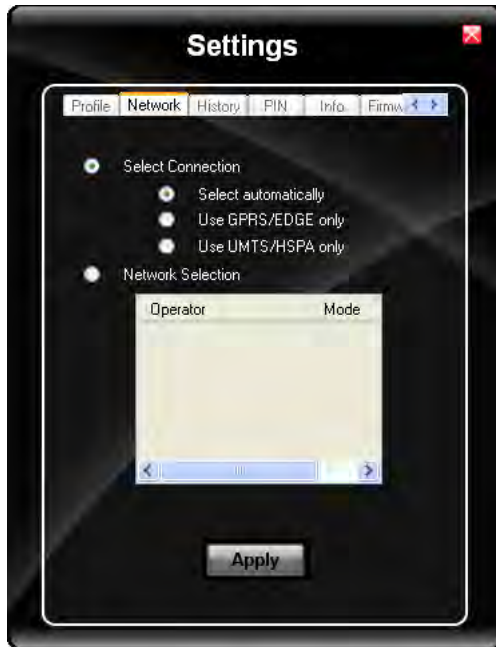 Settings
Profile Network History PIN Info. Firmw
Select Connection
Select automatically
Use GPRS/EDGE only
Use UMTS/HSPA only
Network Selection
Operator Mode
Apply